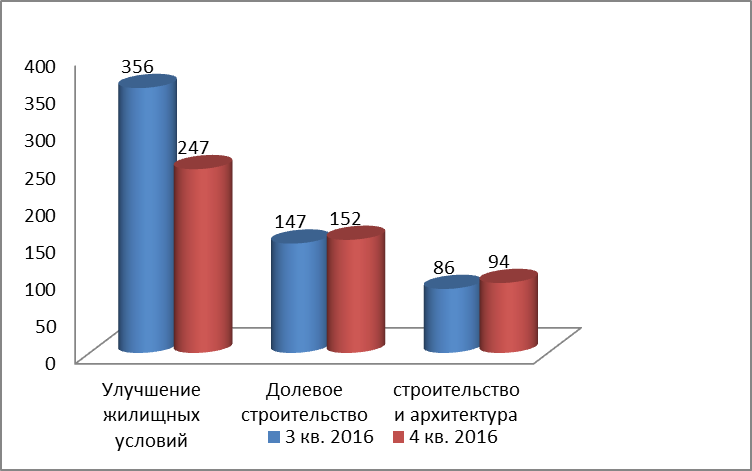 400
350
300
250
200
150
100
50
0
356
247
147
152
86
94
Улучшение
жилищных
условий
Долевое
строительство
строительство
и архитектура
3 кв. 2016
4 кв. 2016